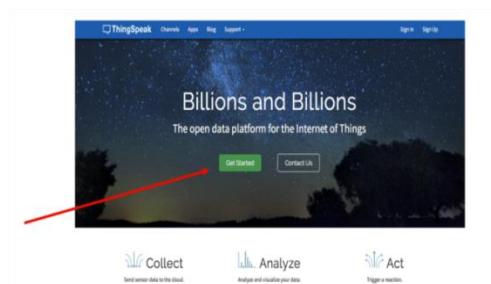 ThingSpeak Channels Apps Blog Support Sign In Sign Up
Billions and Billions
The open data platform for the Internet of Things
Get Started Contact Us
Collect Analyze Act
Send sensor data to the cloud. Analyze and visualize your data. Trigger a reaction.